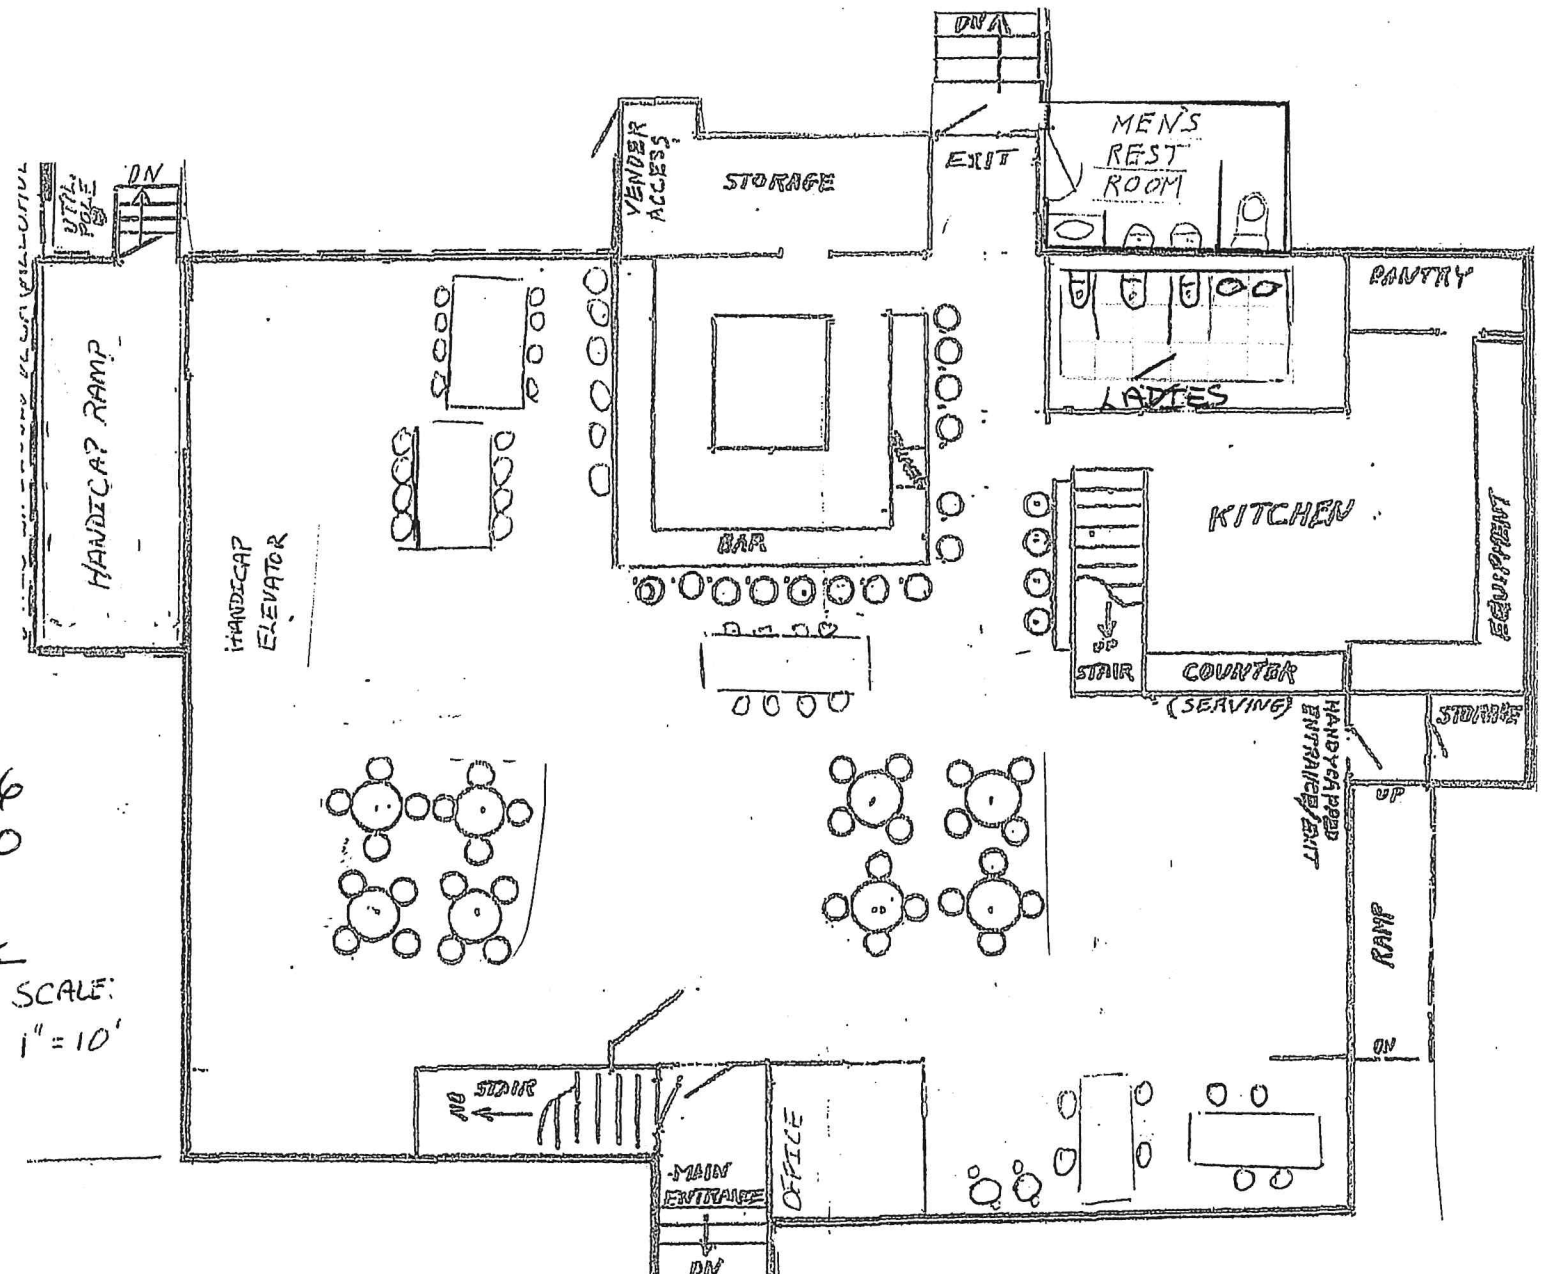 DN
MEN'S
REST
ROOM
EXIT
VENDER
ACCESS
STORAGE
DN
UTIL.
POLE
PANTRY
HANDICAP RAMP
LADIES
KITCHEN
EQUIPMENT
HANDICAP
ELEVATOR
BAR
UP
STAIR
COUNTER
(SERVING)
HANDYCAPPED
ENTRANCE/EXIT
STORAGE
UP
RAMP
DN
SCALE:
1" = 10'
STAIR
DN
OFFICE
MAIN
ENTRANCE
DN